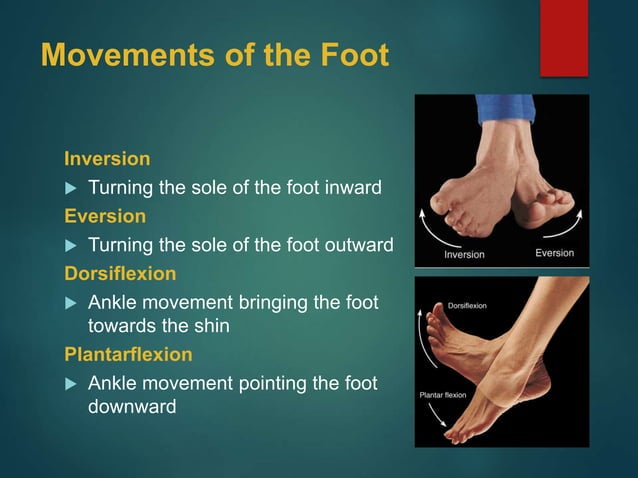 Movements of the Foot
Inversion
Turning the sole of the foot inward
Eversion
Turning the sole of the foot outward
Dorsiflexion
Ankle movement bringing the foot
towards the shin
Plantarflexion
Ankle movement pointing the foot
downward
Inversion
Eversion
Dorsiflexion
Plantar flexion